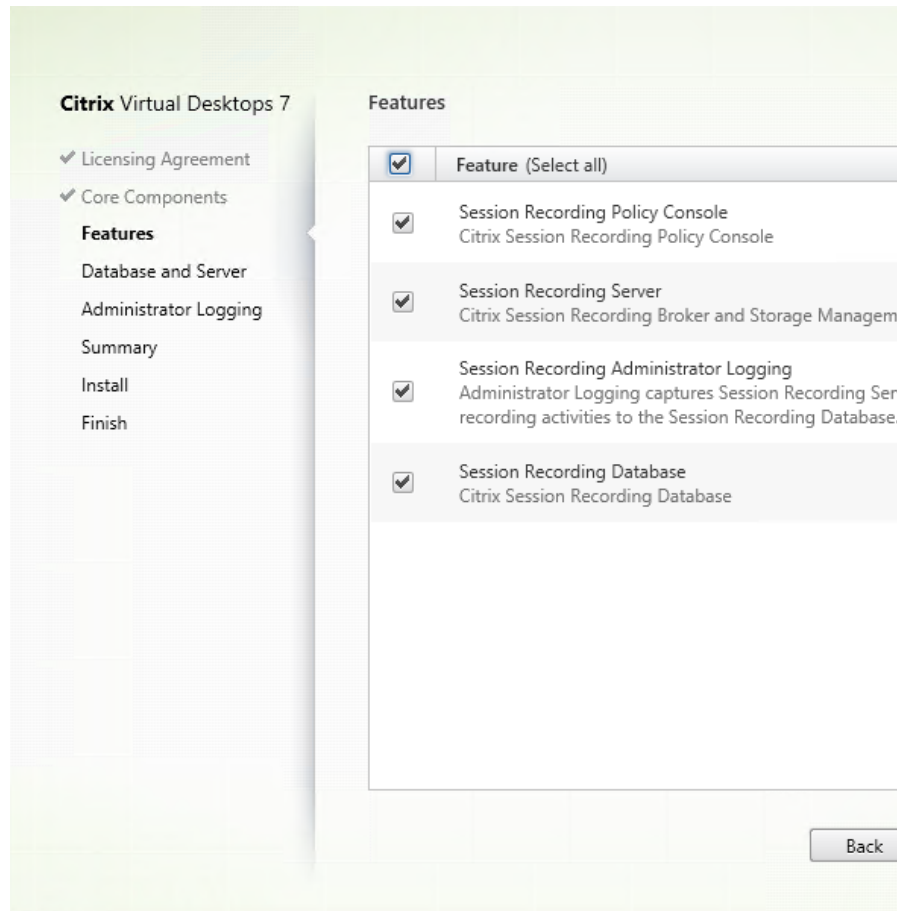 Citrix Virtual Desktops 7
Licensing Agreement
Core Components
Features
Database and Server
Administrator Logging
Summary
Install
Finish
Features
Feature (Select all)
Session Recording Policy Console
Citrix Session Recording Policy Console
Session Recording Server
Citrix Session Recording Broker and Storage Managem
Session Recording Administrator Logging
Administrator Logging captures Session Recording Ser
recording activities to the Session Recording Database.
Session Recording Database
Citrix Session Recording Database
Back